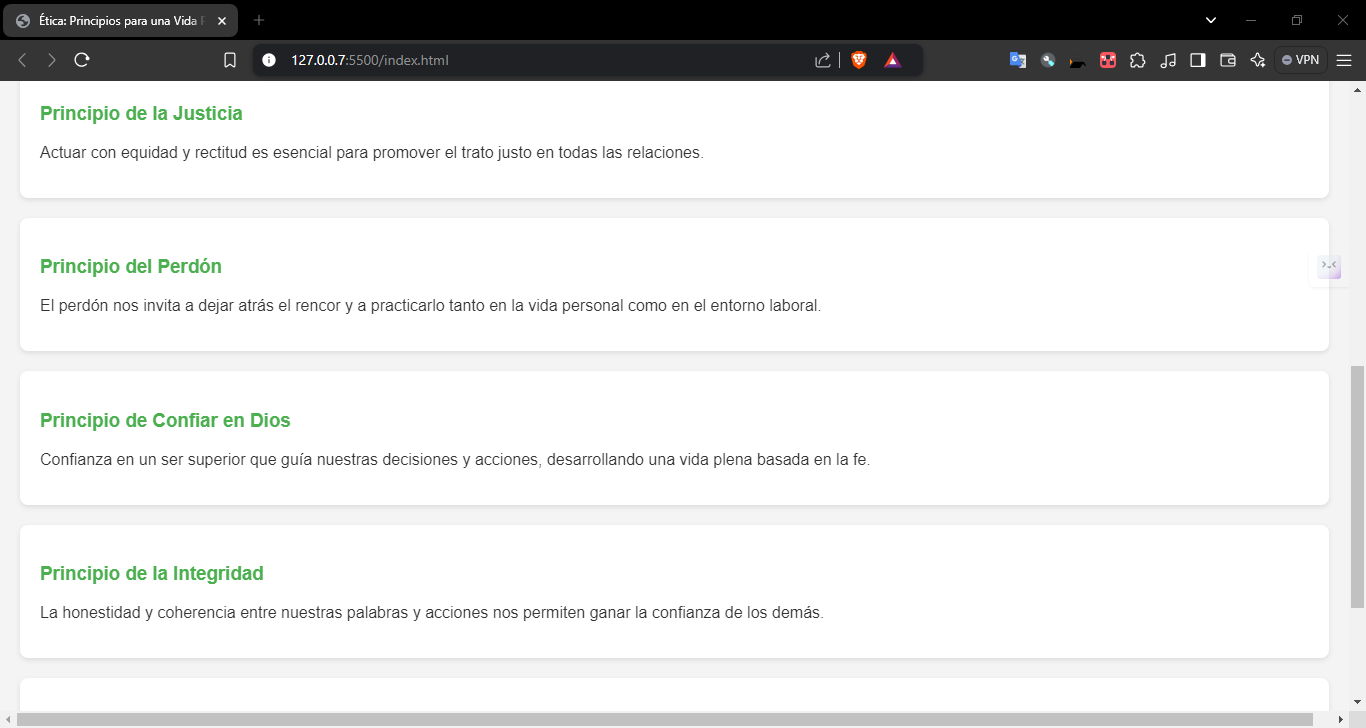 Ética: Principios para una Vida
127.0.0.7:5500/index.html
VPN
Principio de la Justicia
Actuar con equidad y rectitud es esencial para promover el trato justo en todas las relaciones.
Principio del Perdón
El perdón nos invita a dejar atrás el rencor y a practicarlo tanto en la vida personal como en el entorno laboral.
Principio de Confiar en Dios
Confianza en un ser superior que guía nuestras decisiones y acciones, desarrollando una vida plena basada en la fe.
Principio de la Integridad
La honestidad y coherencia entre nuestras palabras y acciones nos permiten ganar la confianza de los demás.